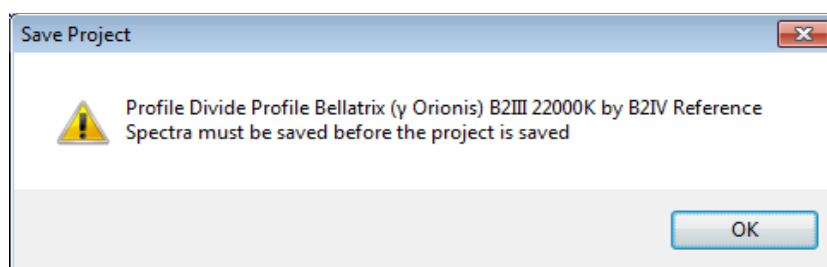 Save Project
Profile Divide Profile Bellatrix (γ Orionis) B2III 22000K by B2IV Reference
Spectra must be saved before the project is saved
OK